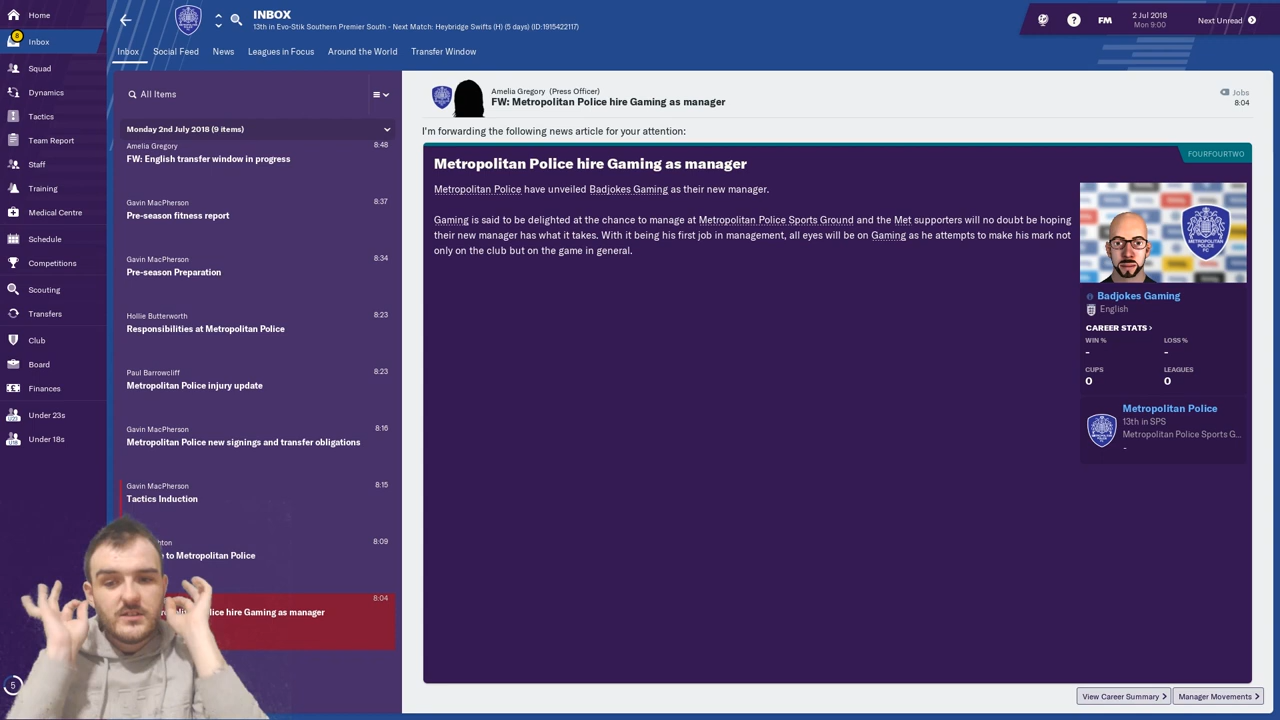 Home
8
Inbox
Squad
Dynamics
Tactics
Team Report
Staff
Training
Medical Centre
Schedule
Competitions
Scouting
Transfers
Club
Board
Finances
Under 23s
Under 18s
5
INBOX
13th in Evo-Stik Southern Premier South - Next Match: Heybridge Swifts (H) (5 days) (ID:1915422117)
? FM
2 Jul 2018
Mon 9:00
Next Unread
Inbox Social Feed News Leagues in Focus Around the World Transfer Window
All Items
Monday 2nd July 2018 (9 items)
Amelia Gregory 8:48
FW: English transfer window in progress
Gavin MacPherson 8:37
Pre-season fitness report
Gavin MacPherson 8:34
Pre-season Preparation
Hollie Butterworth 8:23
Responsibilities at Metropolitan Police
Paul Barrowcliff 8:23
Metropolitan Police injury update
Gavin MacPherson 8:16
Metropolitan Police new signings and transfer obligations
Gavin MacPherson 8:15
Tactics Induction
8:09
to Metropolitan Police
8:04
hire Gaming as manager
Amelia Gregory (Press Officer)
FW: Metropolitan Police hire Gaming as manager
Jobs
8:04
I'm forwarding the following news article for your attention:
FOURFOURTWO
Metropolitan Police hire Gaming as manager
Metropolitan Police have unveiled Badjokes Gaming as their new manager.
Gaming is said to be delighted at the chance to manage at Metropolitan Police Sports Ground and the Met supporters will no doubt be hoping
their new manager has what it takes. With it being his first job in management, all eyes will be on Gaming as he attempts to make his mark not
only on the club but on the game in general.
METROPOLITAN
POLICE
FC
Badjokes Gaming
English
CAREER STATS >
WIN % LOSS %
- -
CUPS LEAGUES
0 0
Metropolitan Police
13th in SPS
Metropolitan Police Sports G...
-
View Career Summary >
Manager Movements >